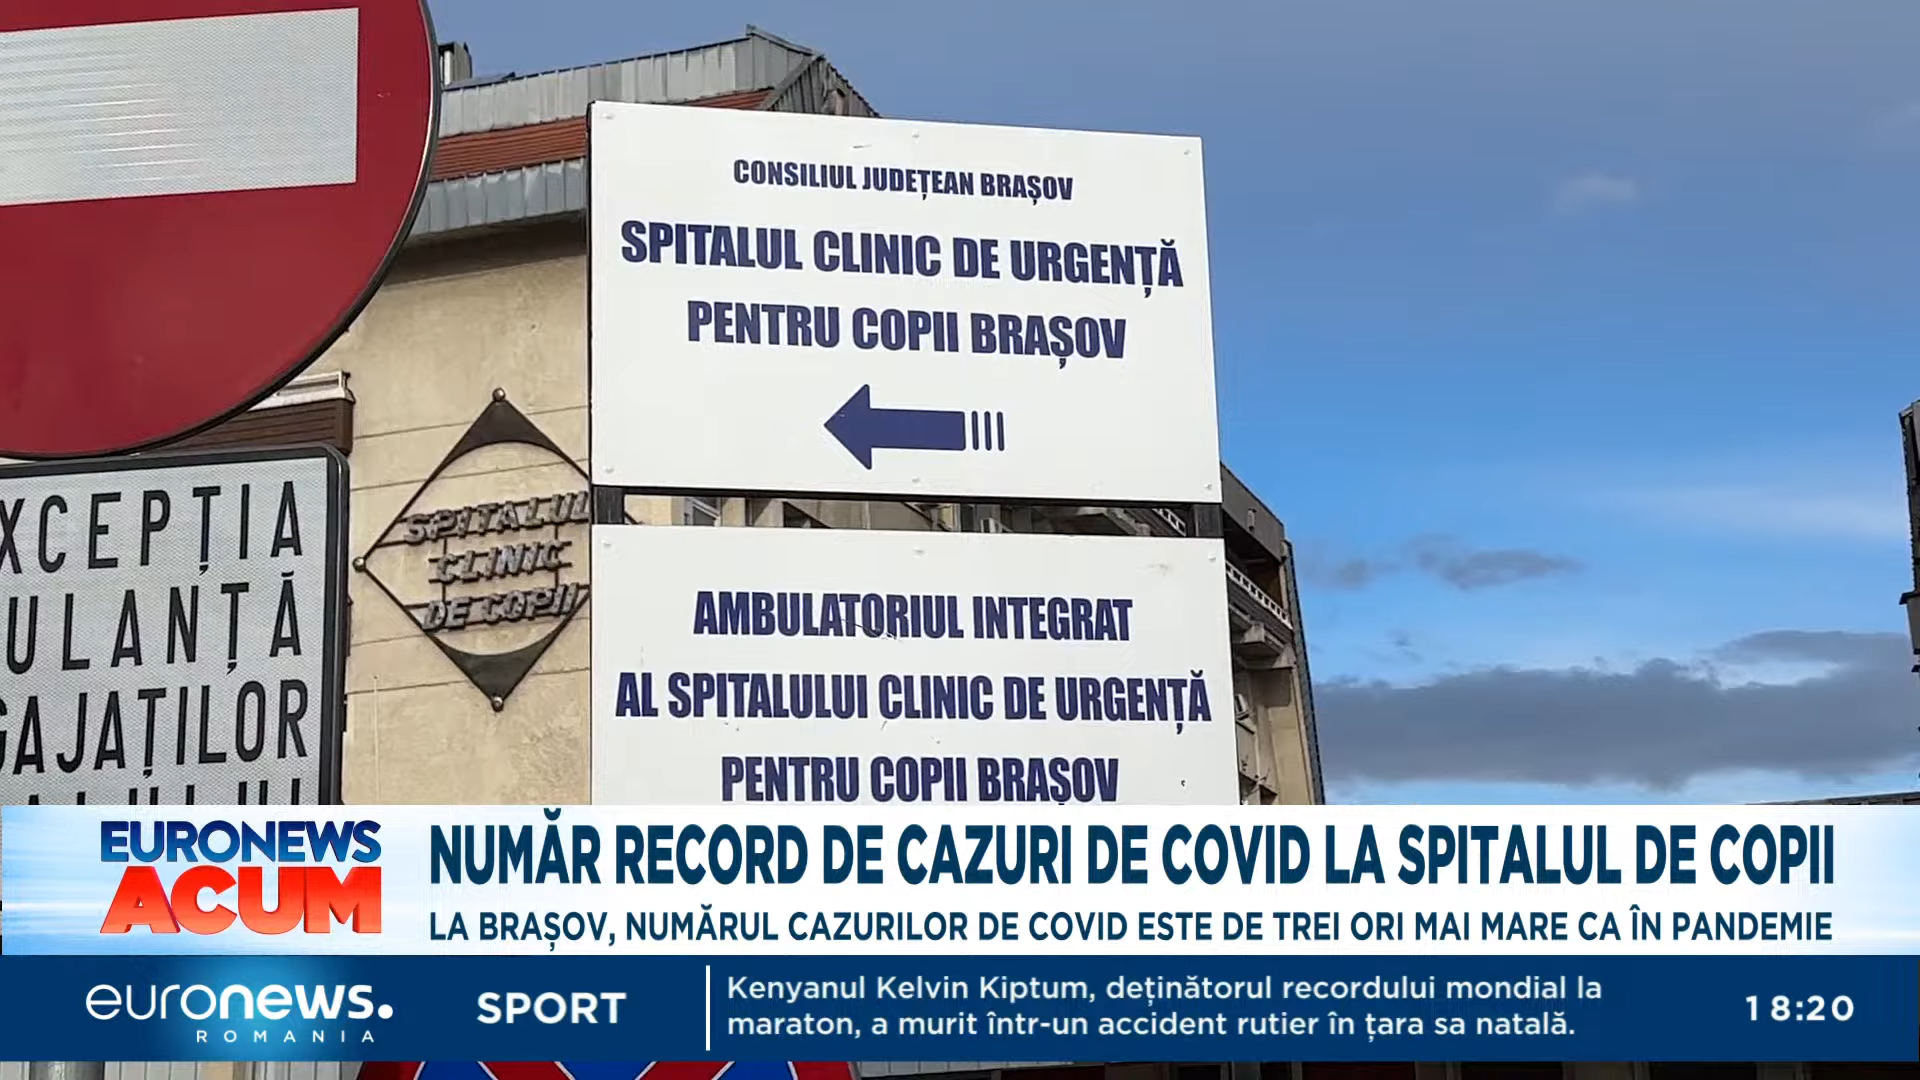 CONSILIUL JUDEȚEAN BRAȘOV
SPITALUL CLINIC DE URGENȚĂ
PENTRU COPII BRAȘOV
SPITALUL
CLINIC
DE COPII
XCEPȚIA
ULANȚĂ
GAJAȚILOR
AMBULATORIUL INTEGRAT
AL SPITALULUI CLINIC DE URGENȚĂ
PENTRU COPII BRAȘOV
EURONEWS
ACUM
NUMĂR RECORD DE CAZURI DE COVID LA SPITALUL DE COPII
LA BRAȘOV, NUMĂRUL CAZURILOR DE COVID ESTE DE TREI ORI MAI MARE CA ÎN PANDEMIE
euronews.
ROMANIA
SPORT
Kenyanul Kelvin Kiptum, deținătorul recordului mondial la
maraton, a murit într-un accident rutier în țara sa natală.
18:20